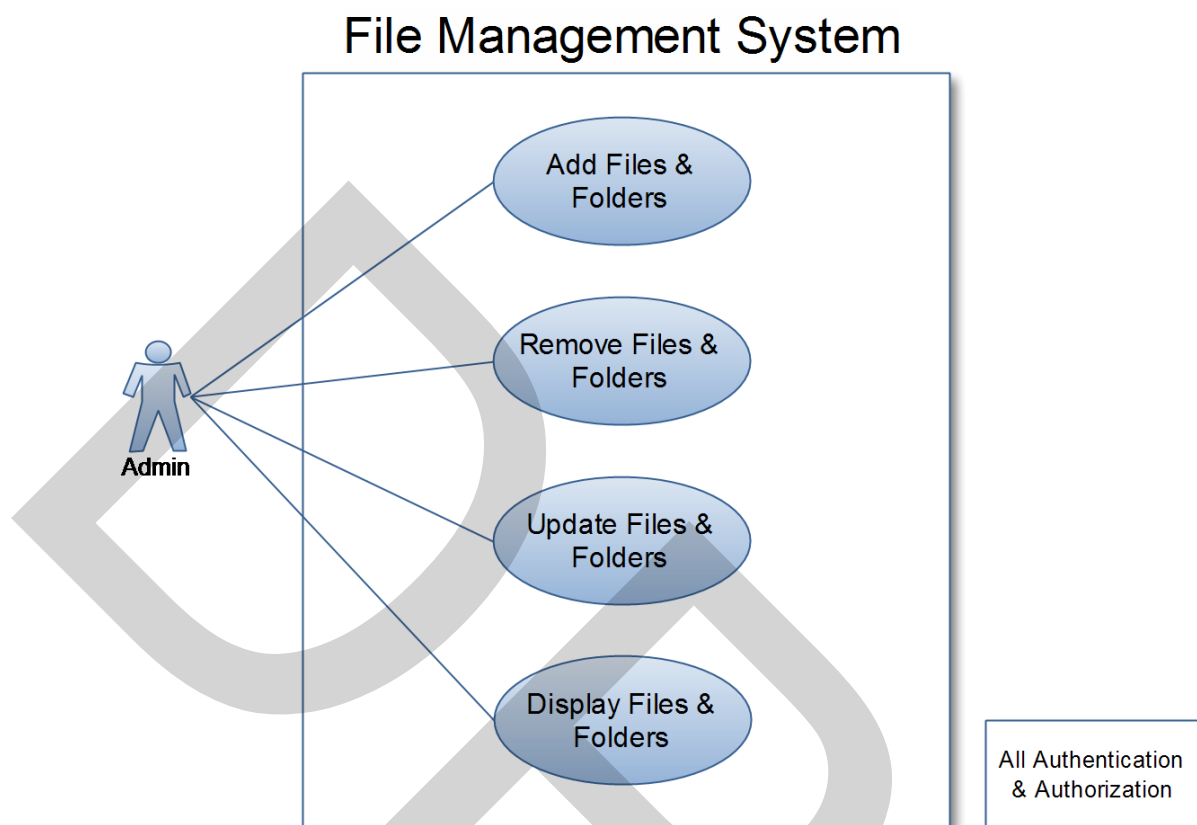 File Management System
Add Files &
Folders
Remove Files &
Folders
Admin
Update Files &
Folders
Display Files &
Folders
All Authentication
& Authorization